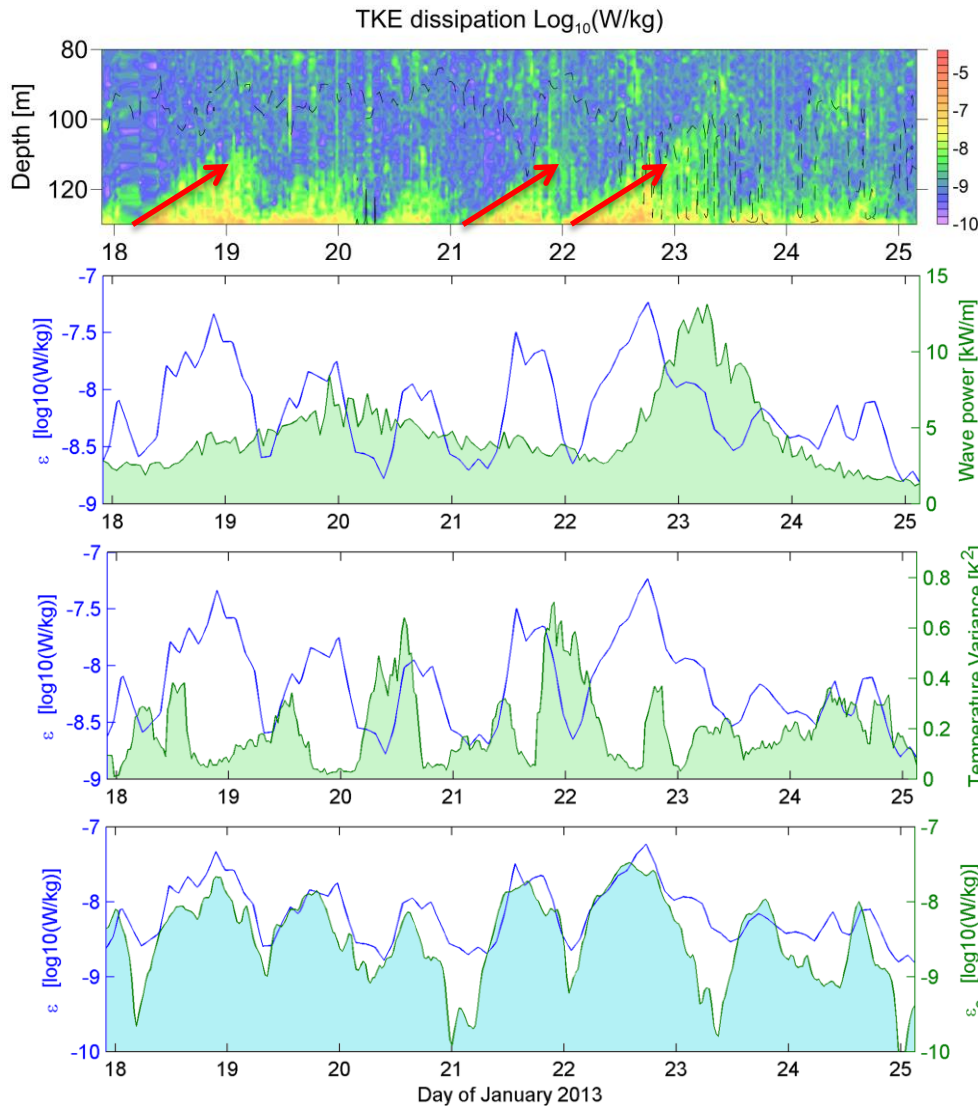 TKE dissipation Log10(W/kg)
80
100
120
Depth [m]
-5
-6
-7
-8
-9
-10
18 19 20 21 22 23 24 25
-7
-7.5
-8
-8.5
-9
ε [log10(W/kg)]
15
10
5
0
Wave power [kW/m]
18 19 20 21 22 23 24 25
-7
-7.5
-8
-8.5
-9
ε [log10(W/kg)]
0.8
0.6
0.4
0.2
0
Temperature Variance [K2]
18 19 20 21 22 23 24 25
-7
-8
-9
-10
ε [log10(W/kg)]
-7
-8
-9
-10
[log10(W/kg)]
18 19 20 21 22 23 24 25
Day of January 2013